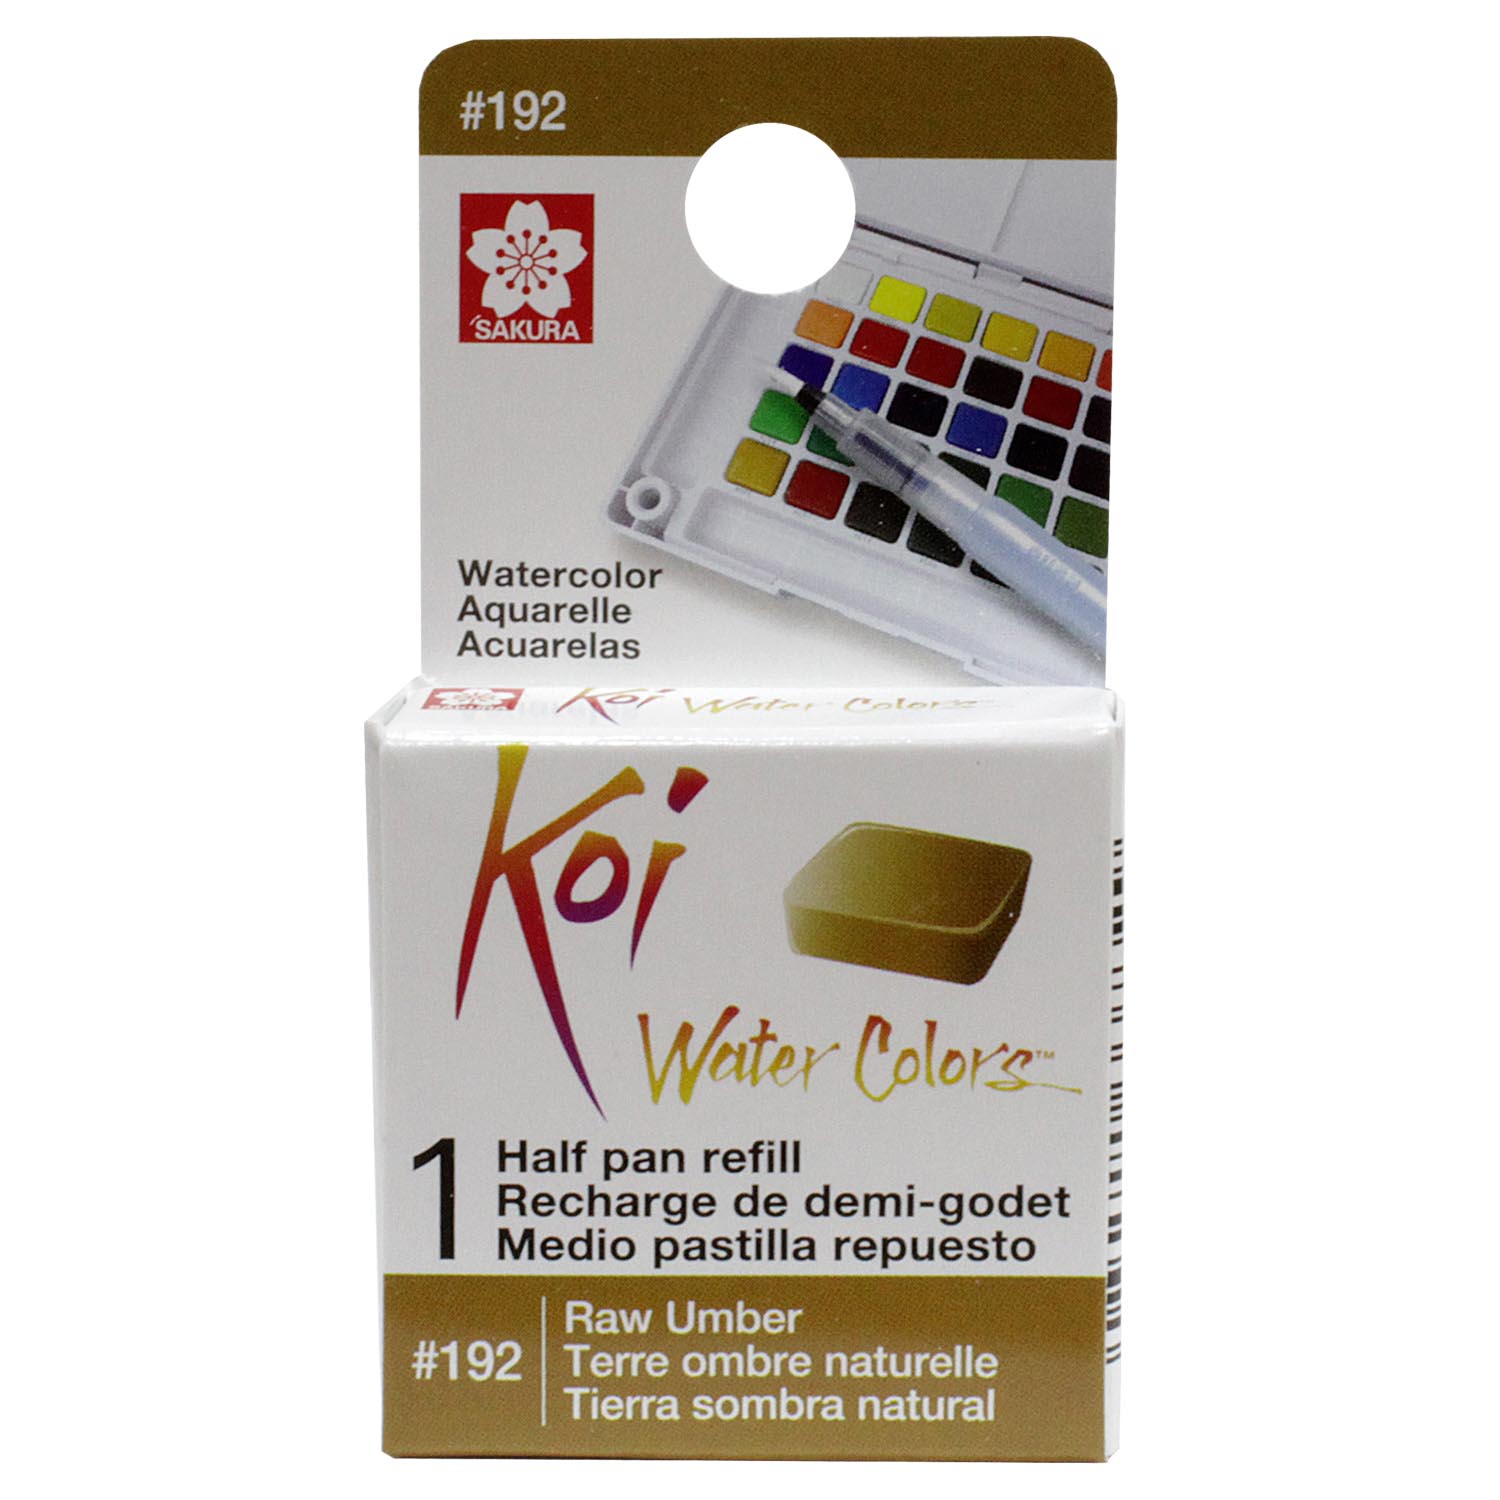 #192
SAKURA
Watercolor
Aquarelle
Acuarelas
SAKURA Koi Water Colors
Koi
Water Colors™
1
Half pan refill
Recharge de demi-godet
Medio pastilla repuesto
#192
Raw Umber
Terre ombre naturelle
Tierra sombra natural